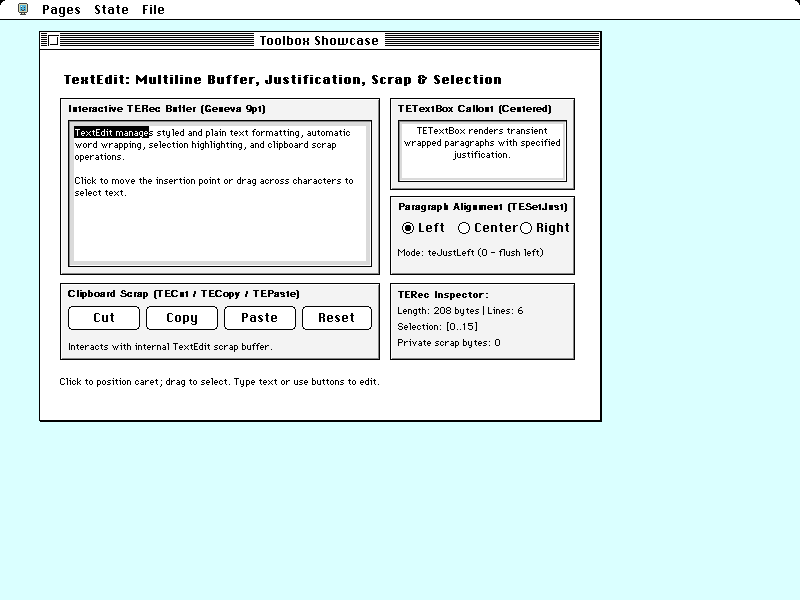 Pages State File
Toolbox Showcase
TextEdit: Multiline Buffer, Justification, Scrap & Selection
Interactive TERec Buffer (Geneva 9pt)
TextEdit manages styled and plain text formatting, automatic
word wrapping, selection highlighting, and clipboard scrap
operations.
Click to move the insertion point or drag across characters to
select text.
TETextBox Callout (Centered)
TETextBox renders transient
wrapped paragraphs with specified
justification.
Paragraph Alignment (TESetJust)
Left Center Right
Mode: teJustLeft (0 - flush left)
Clipboard Scrap (TECut / TECopy / TEPaste)
Cut Copy Paste Reset
Interacts with internal TextEdit scrap buffer.
TERec Inspector:
Length: 208 bytes | Lines: 6
Selection: [0..15]
Private scrap bytes: 0
Click to position caret; drag to select. Type text or use buttons to edit.